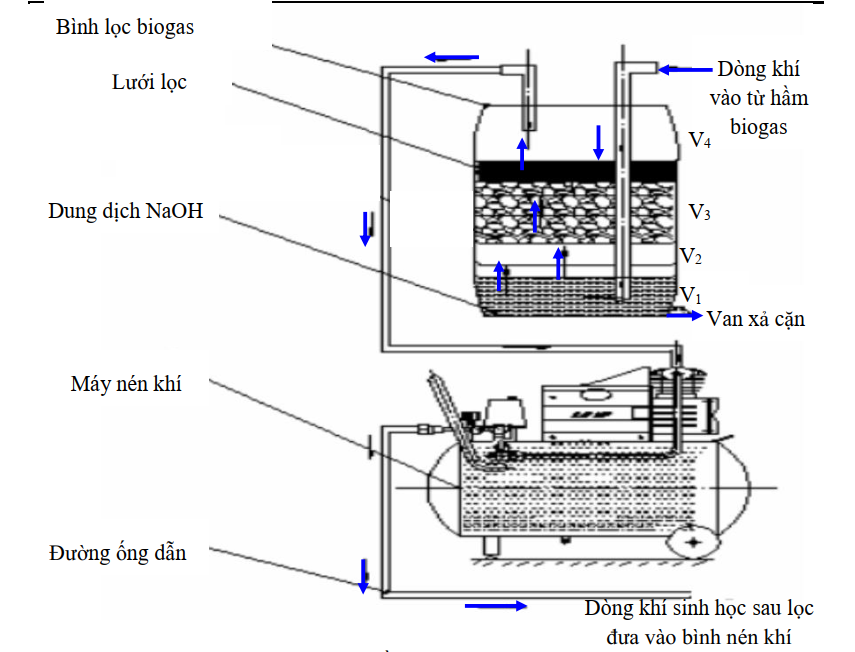 Bình lọc biogas
Lưới lọc
Dòng khí
vào từ hầm
biogas
V4
Dung dịch NaOH
V3
V2
V1
Van xả cặn
Máy nén khí
Đường ống dẫn
Dòng khí sinh học sau lọc
đưa vào bình nén khí